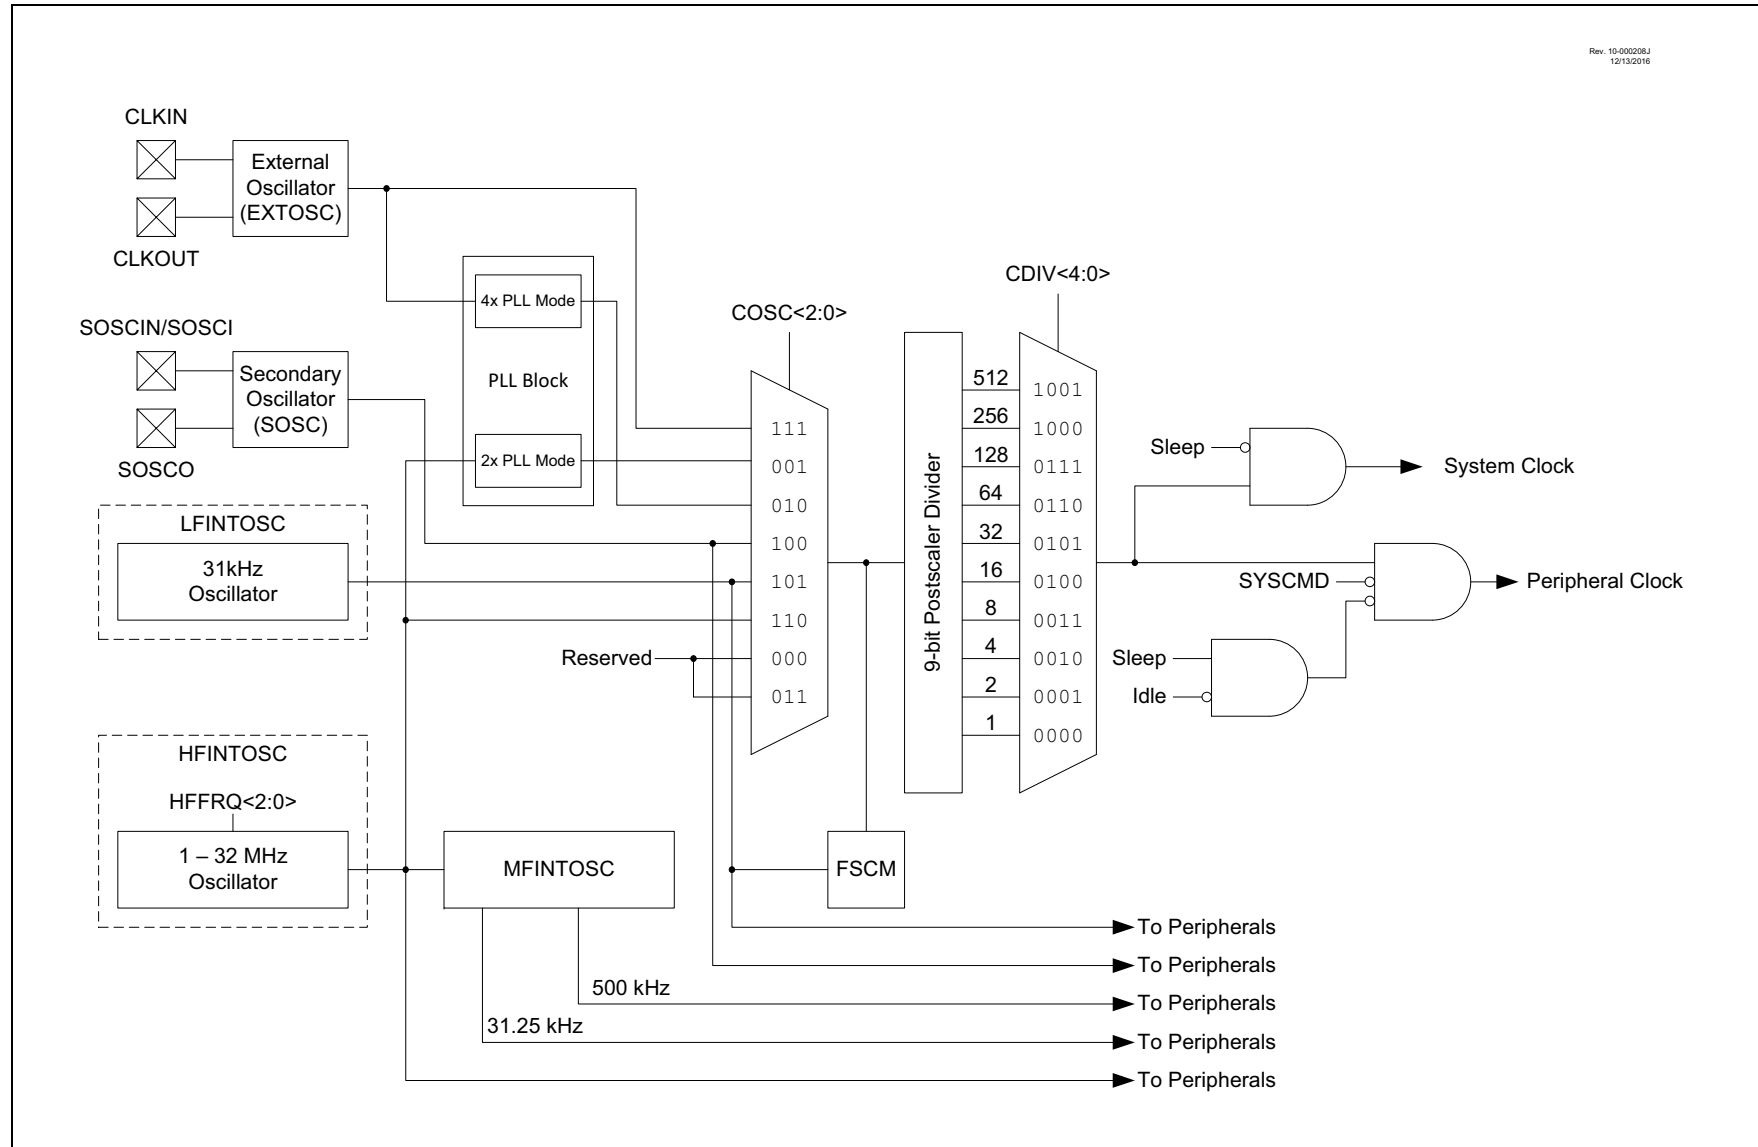 Rev. 10-000208J
12/13/2016
CLKIN
External
Oscillator
(EXTOSC)
CLKOUT
SOSCIN/SOSCI
Secondary
Oscillator
(SOSC)
SOSCO
LFINTOSC
31kHz
Oscillator
HFINTOSC
HFFRQ<2:0>
1 – 32 MHz
Oscillator
4x PLL Mode
PLL Block
2x PLL Mode
MFINTOSC
500 kHz
31.25 kHz
Reserved
COSC<2:0>
111
001
010
100
101
110
000
011
FSCM
9-bit Postscaler Divider
CDIV<4:0>
512 1001
256 1000
128 0111
64 0110
32 0101
16 0100
8 0011
4 0010
2 0001
1 0000
Sleep
System Clock
SYSCMD
Peripheral Clock
Sleep
Idle
To Peripherals
To Peripherals
To Peripherals
To Peripherals
To Peripherals